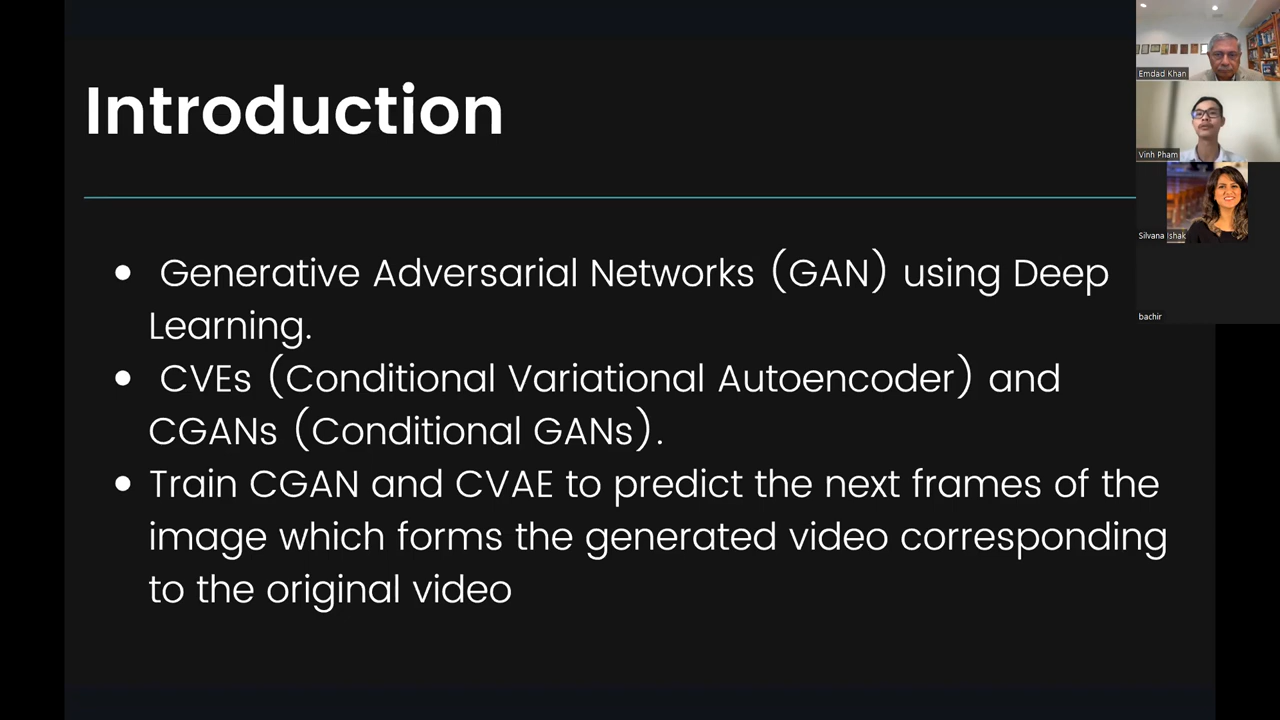 Introduction
• Generative Adversarial Networks (GAN) using Deep
Learning.
• CVEs (Conditional Variational Autoencoder) and
CGANs (Conditional GANs).
• Train CGAN and CVAE to predict the next frames of the
image which forms the generated video corresponding
to the original video
Emdad Khan
Vinh Pham
Silvana Ishak
bachir